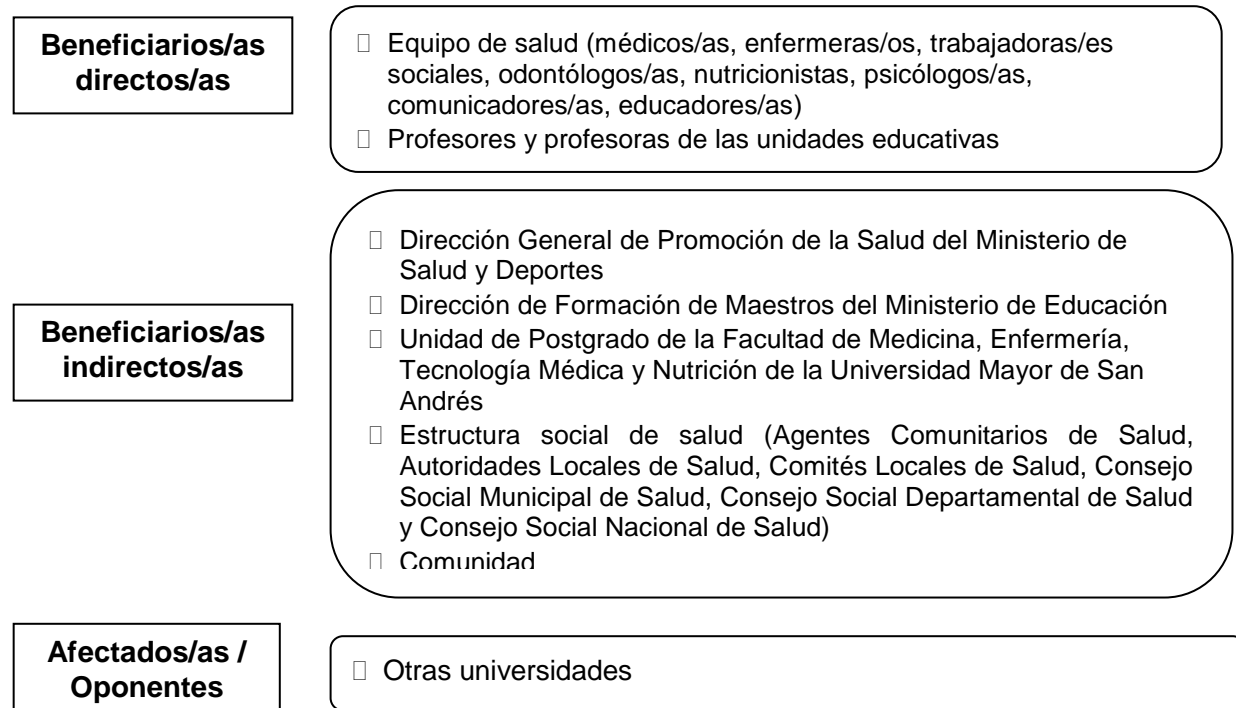 Beneficiarios/as
directos/as
□ Equipo de salud (médicos/as, enfermeras/os, trabajadoras/es
sociales, odontólogos/as, nutricionistas, psicólogos/as,
comunicadores/as, educadores/as)
□ Profesores y profesoras de las unidades educativas
Beneficiarios/as
indirectos/as
□ Dirección General de Promoción de la Salud del Ministerio de
Salud y Deportes
□ Dirección de Formación de Maestros del Ministerio de Educación
□ Unidad de Postgrado de la Facultad de Medicina, Enfermería,
Tecnología Médica y Nutrición de la Universidad Mayor de San
Andrés
□ Estructura social de salud (Agentes Comunitarios de Salud,
Autoridades Locales de Salud, Comités Locales de Salud, Consejo
Social Municipal de Salud, Consejo Social Departamental de Salud
y Consejo Social Nacional de Salud)
□ Comunidad
Afectados/as /
Oponentes
□ Otras universidades